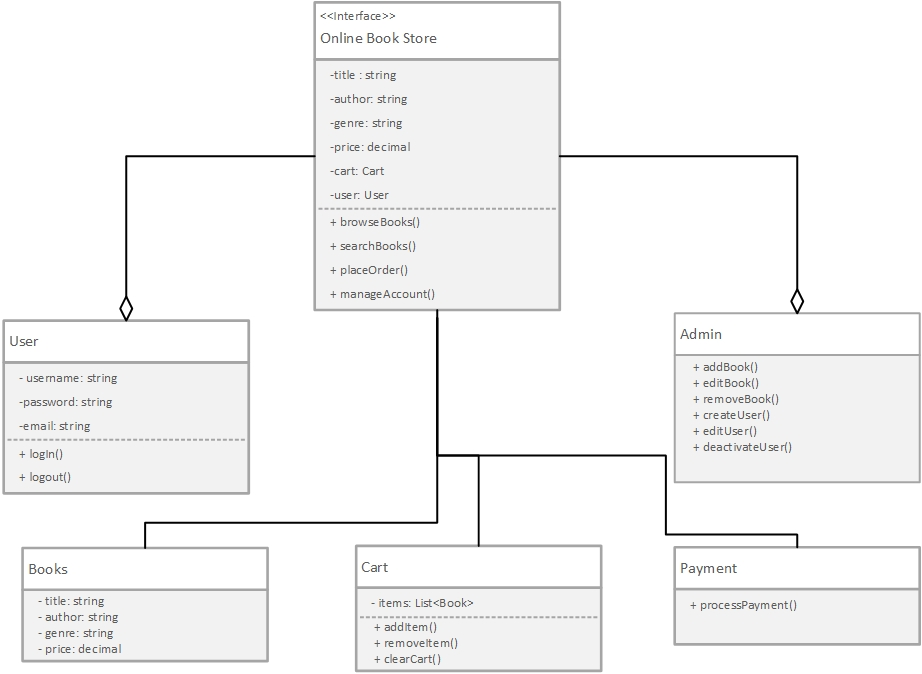 <<Interface>>
Online Book Store
-title : string
-author: string
-genre: string
-price: decimal
-cart: Cart
-user: User
+ browseBooks()
+ searchBooks()
+ placeOrder()
+ manageAccount()
User
- username: string
-password: string
-email: string
+ logIn()
+ logout()
Admin
+ addBook()
+ editBook()
+ removeBook()
+ createUser()
+ editUser()
+ deactivateUser()
Books
- title: string
- author: string
- genre: string
- price: decimal
Cart
- items: List<Book>
+ addItem()
+ removeItem()
+ clearCart()
Payment
+ processPayment()